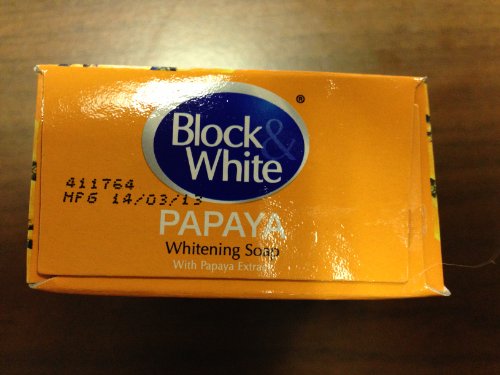 Block &
White
®
411764
MFG 14/03/13
PAPAYA
Whitening Soap
With Papaya Extract